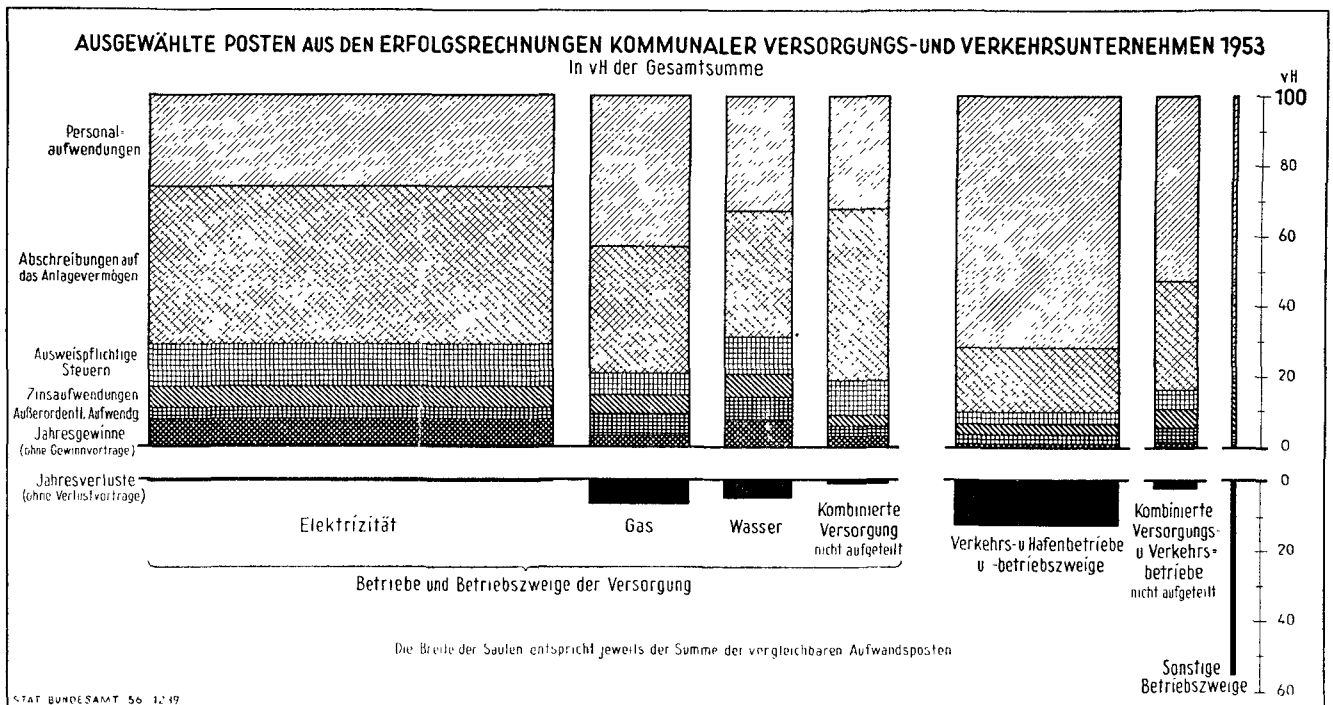 AUSGEWÄHLTE POSTEN AUS DEN ERFOLGSRECHNUNGEN KOMMUNALER VERSORGUNGS-UND VERKEHRSUNTERNEHMEN 1953
In vH der Gesamtsumme
vH
100
80
60
40
20
0
0
20
40
60
Personal=
aufwendungen
Abschreibungen auf
das Anlagevermögen
Ausweispflichtige
Steuern
Zinsaufwendungen
Außerordentl. Aufwendg
Jahresgewinne
(ohne Gewinnvortrage)
Jahresverluste
(ohne Verlustvortrage)
Elektrizität
Gas
Wasser
Kombinierte
Versorgung
nicht aufgeteilt
Betriebe und Betriebszweige der Versorgung
Verkehrs-u Hafenbetriebe
u -betriebszweige
Kombinierte
Versorgungs-
u Verkehrs=
betriebe
nicht aufgeteilt
Sonstige
Betriebszweige
Die Breite der Saulen entspricht jeweils der Summe der vergleichbaren Aufwandsposten
STAT BUNDESAMT 56